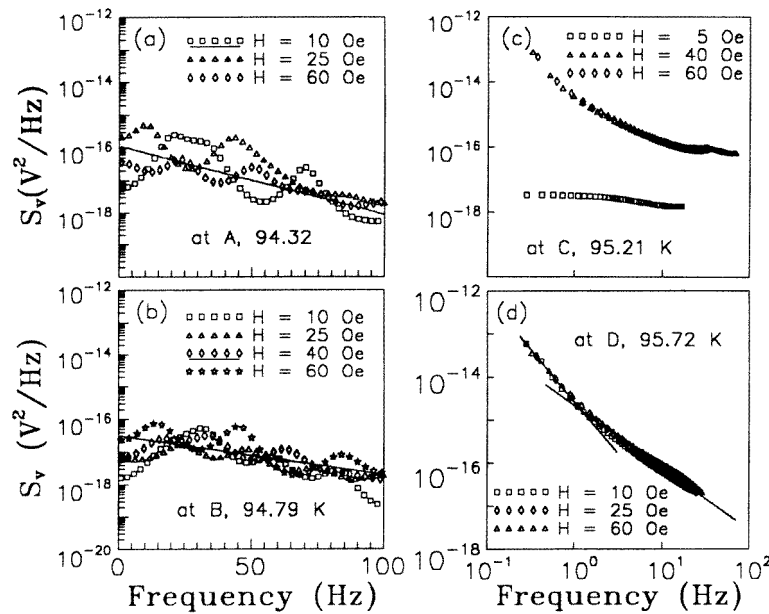 (a)
H = 10 Oe
H = 25 Oe
H = 60 Oe
at A, 94.32
10^-12
10^-14
10^-16
10^-18
S_v(V^2/Hz)
(b)
H = 10 Oe
H = 25 Oe
H = 40 Oe
H = 60 Oe
at B, 94.79 K
10^-12
10^-14
10^-16
10^-18
10^-20
S_v (V^2/Hz)
0
50
100
Frequency (Hz)
(c)
H = 5 Oe
H = 40 Oe
H = 60 Oe
at C, 95.21 K
10^-12
10^-14
10^-16
10^-18
(d)
at D, 95.72 K
H = 10 Oe
H = 25 Oe
H = 60 Oe
10^-12
10^-14
10^-16
10^-18
10^-1
10^0
10^1
10^2
Frequency (Hz)